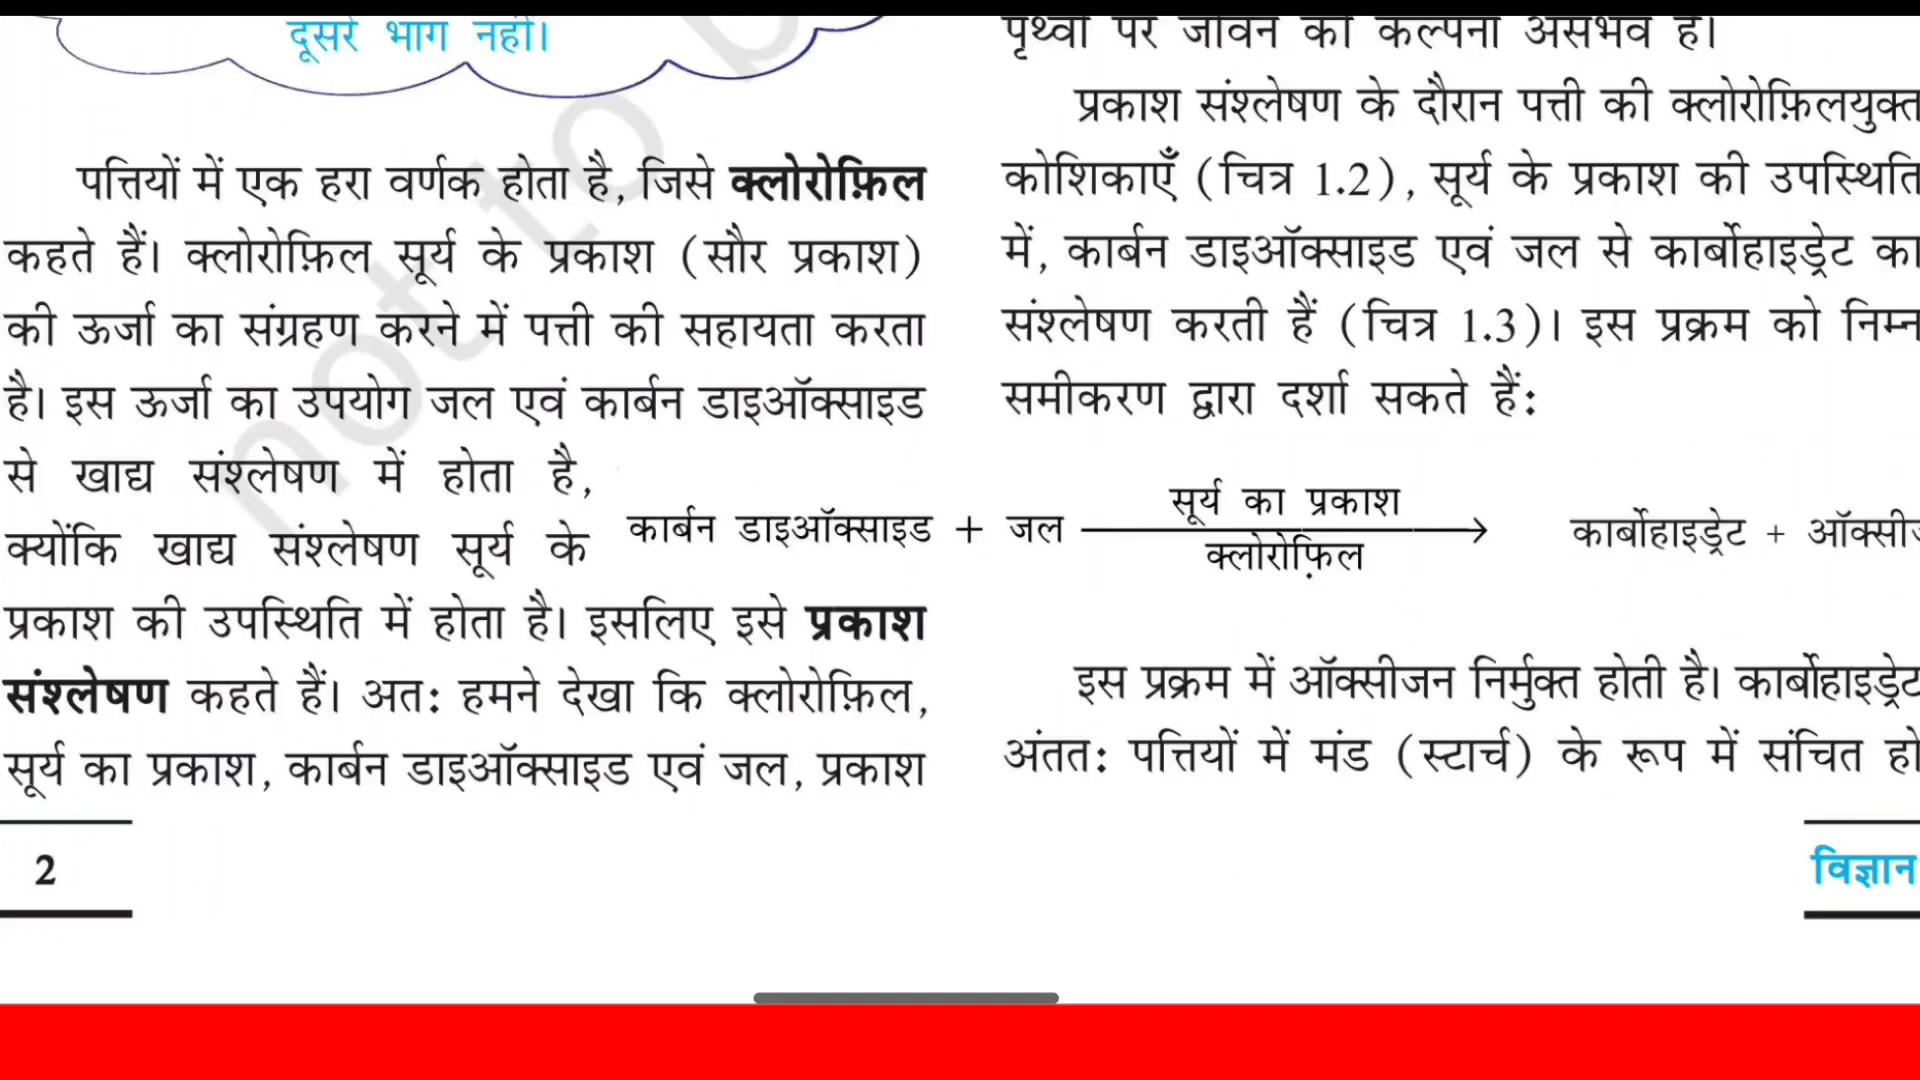 दूसरे भाग नहीं।
पत्तियों में एक हरा वर्णक होता है, जिसे क्लोरोफ़िल
कहते हैं। क्लोरोफ़िल सूर्य के प्रकाश (सौर प्रकाश)
की ऊर्जा का संग्रहण करने में पत्ती की सहायता करता
है। इस ऊर्जा का उपयोग जल एवं कार्बन डाइऑक्साइड
से खाद्य संश्लेषण में होता है,
क्योंकि खाद्य संश्लेषण सूर्य के
प्रकाश की उपस्थिति में होता है। इसलिए इसे प्रकाश
संश्लेषण कहते हैं। अतः हमने देखा कि क्लोरोफ़िल,
सूर्य का प्रकाश, कार्बन डाइऑक्साइड एवं जल, प्रकाश
पृथ्वी पर जीवन की कल्पना असंभव है।
प्रकाश संश्लेषण के दौरान पत्ती की क्लोरोफ़िलयुक्त
कोशिकाएँ (चित्र 1.2), सूर्य के प्रकाश की उपस्थिति
में, कार्बन डाइऑक्साइड एवं जल से कार्बोहाइड्रेट का
संश्लेषण करती हैं (चित्र 1.3)। इस प्रक्रम को निम्न
समीकरण द्वारा दर्शा सकते हैं:
सूर्य का प्रकाश
कार्बन डाइऑक्साइड + जल → कार्बोहाइड्रेट +
क्लोरोफ़िल
इस प्रक्रम में ऑक्सीजन निर्मुक्त होती है। कार्बोहाइड्रेट
अंततः पत्तियों में मंड (स्टार्च) के रूप में संचित हो
2
विज्ञान
not to b